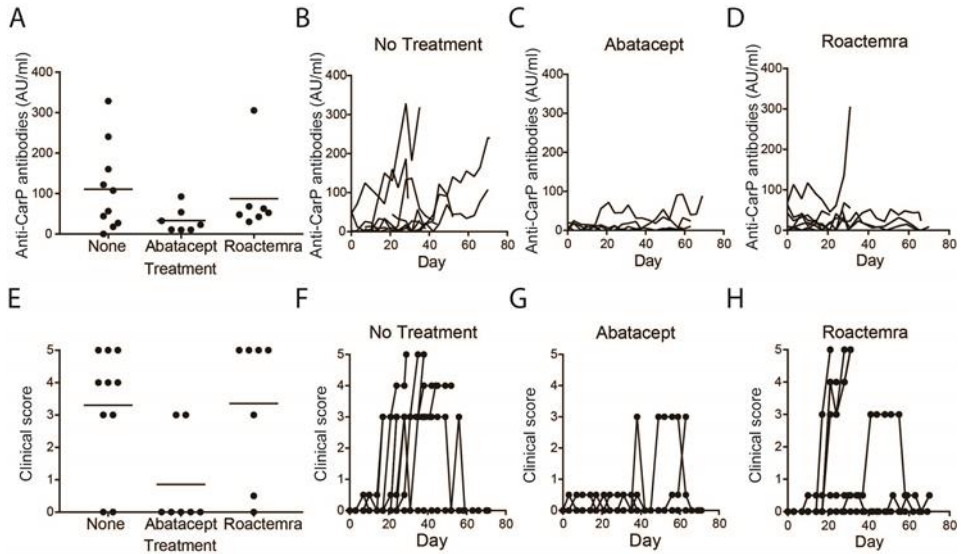 A
Anti-CarP antibodies (AU/ml)
400
300
200
100
0
None Abatacept Roactemra
Treatment
B
No Treatment
Anti-CarP antibodies (AU/ml)
400
300
200
100
0
0 20 40 60 80
Day
C
Abatacept
Anti-CarP antibodies (AU/ml)
400
300
200
100
0
0 20 40 60 80
Day
D
Roactemra
Anti-CarP antibodies (AU/ml)
400
300
200
100
0
0 20 40 60 80
Day
E
Clinical score
5
4
3
2
1
0
None Abatacept Roactemra
Treatment
F
No Treatment
Clinical score
5
4
3
2
1
0
0 20 40 60 80
Day
G
Abatacept
Clinical score
5
4
3
2
1
0
0 20 40 60 80
Day
H
Roactemra
Clinical score
5
4
3
2
1
0
0 20 40 60 80
Day